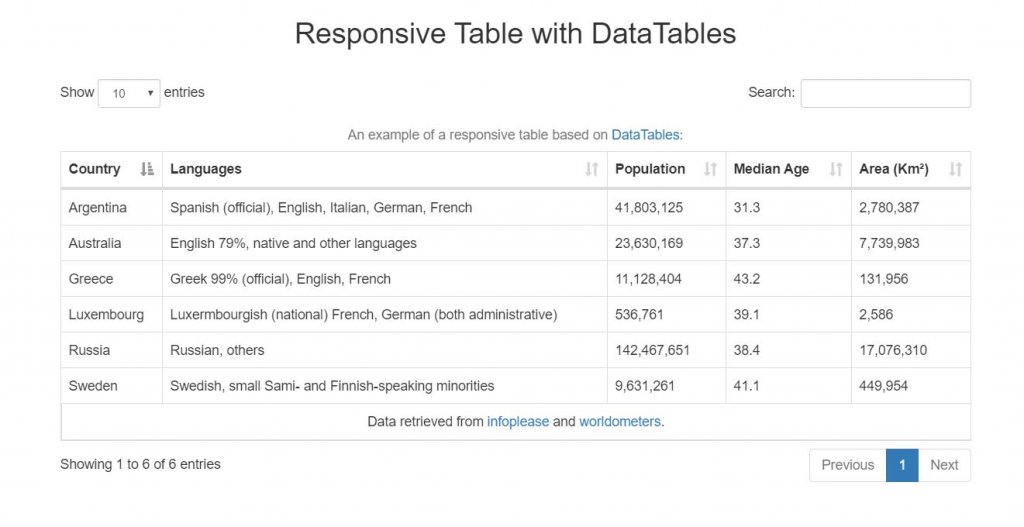 Responsive Table with DataTables
Show 10 entries Search:
An example of a responsive table based on DataTables:
Country Languages Population Median Age Area (Km²)
Argentina Spanish (official), English, Italian, German, French 41,803,125 31.3 2,780,387
Australia English 79%, native and other languages 23,630,169 37.3 7,739,983
Greece Greek 99% (official), English, French 11,128,404 43.2 131,956
Luxembourg Luxermbourgish (national) French, German (both administrative) 536,761 39.1 2,586
Russia Russian, others 142,467,651 38.4 17,076,310
Sweden Swedish, small Sami- and Finnish-speaking minorities 9,631,261 41.1 449,954
Data retrieved from infoplease and worldometers.
Showing 1 to 6 of 6 entries Previous 1 Next